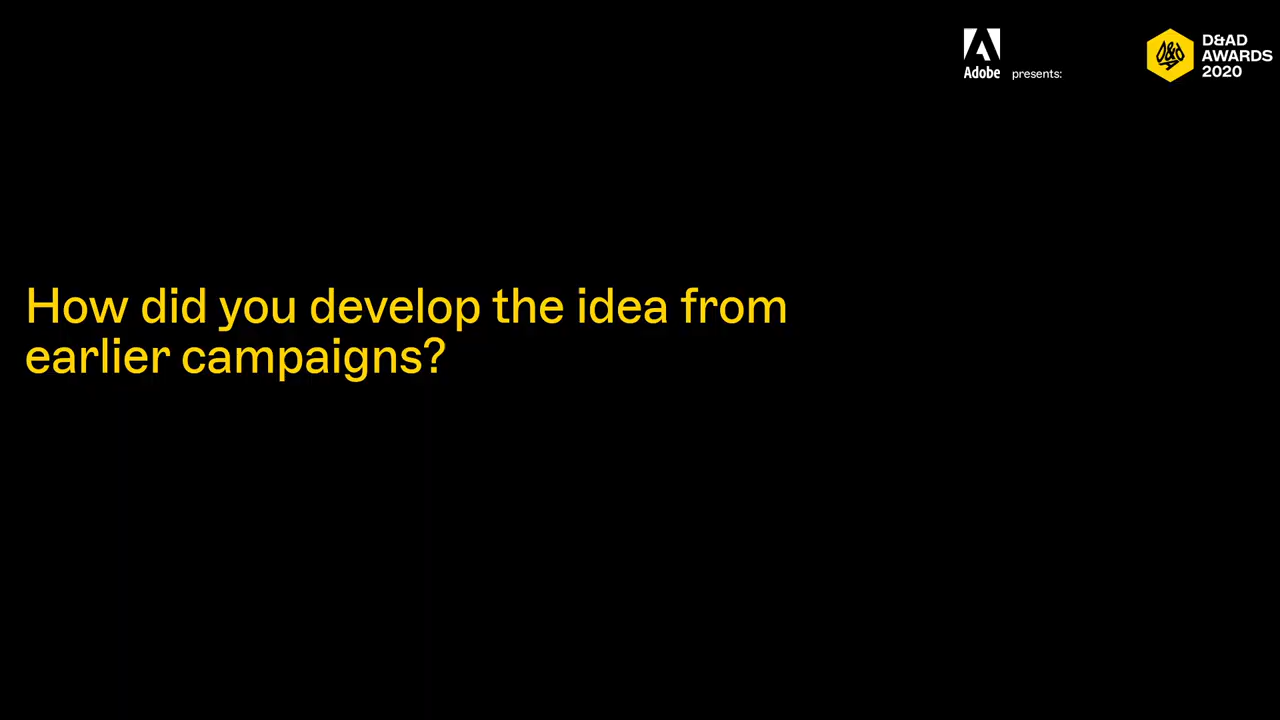 Adobe presents:
D&AD
AWARDS
2020
How did you develop the idea from
earlier campaigns?